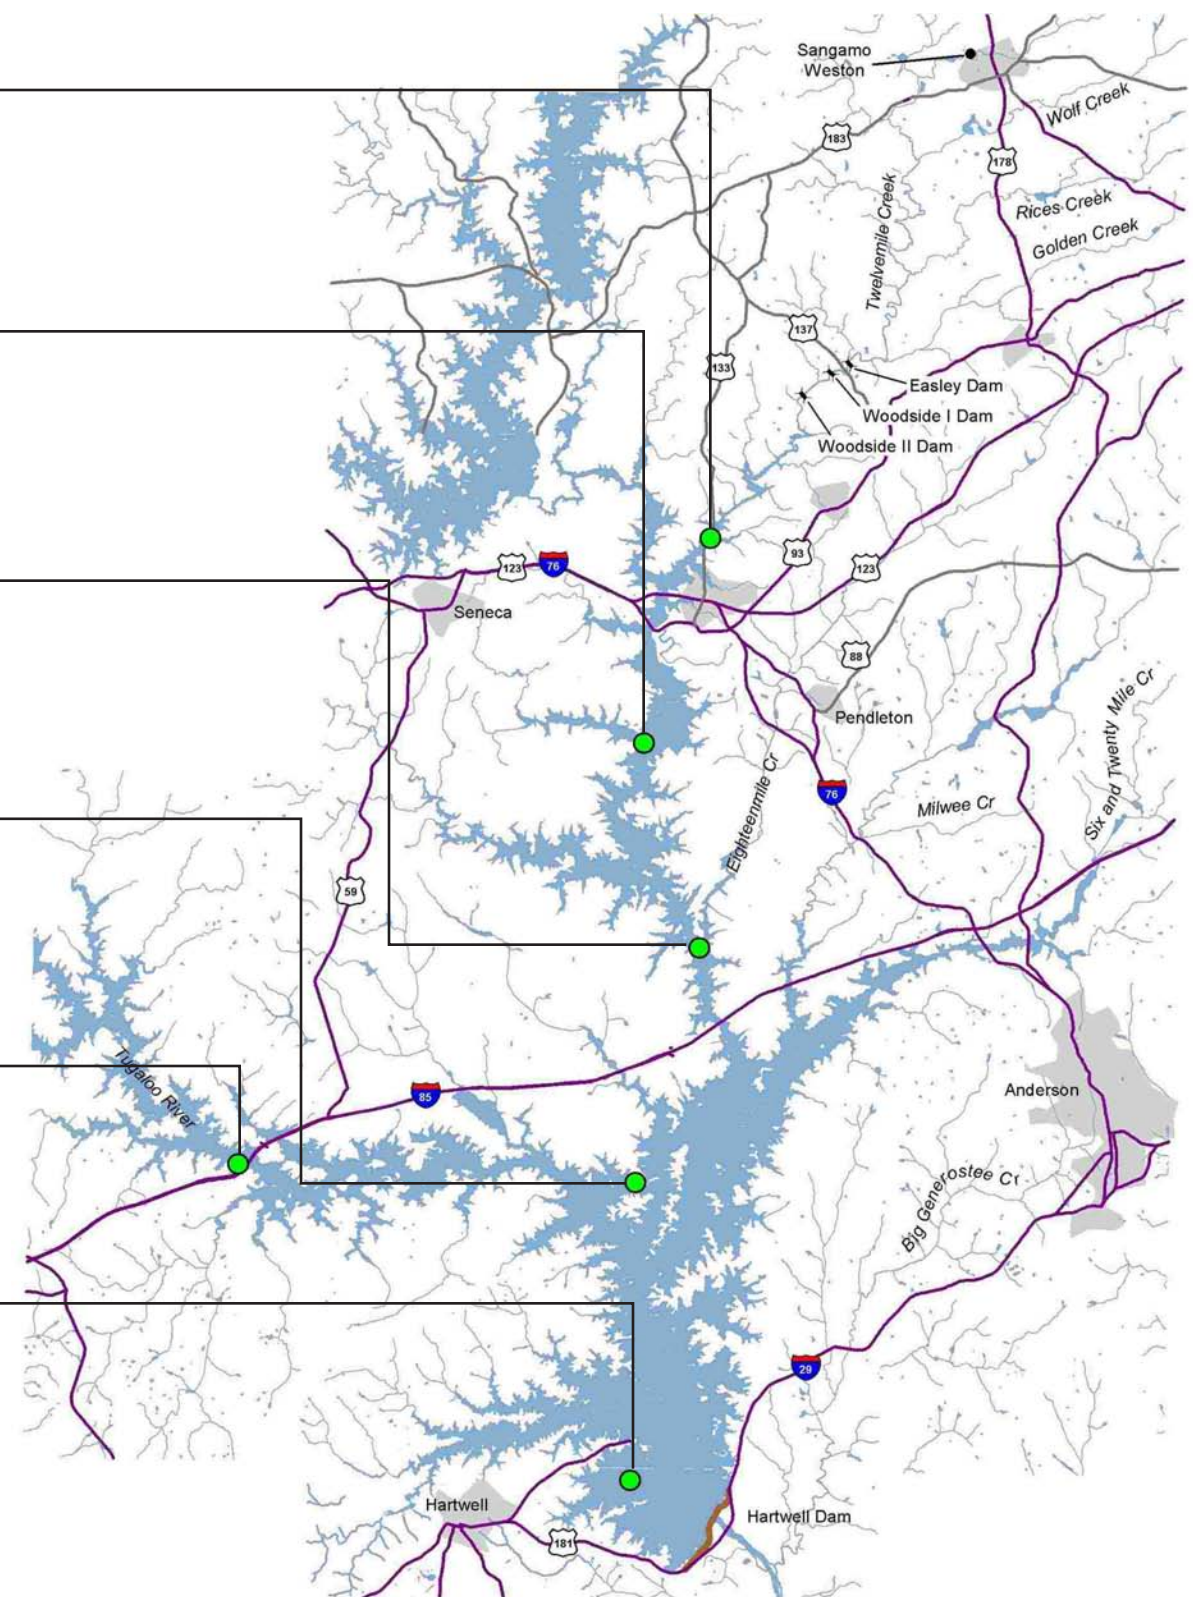 Sangamo
Weston
Wolf Creek
183
178
Twelvemile Creek
Rices Creek
Golden Creek
137
133
Easley Dam
Woodside I Dam
Woodside II Dam
123
76
93
123
Seneca
88
Pendleton
Six and Twenty Mile Cr
76
Eighteenmile Cr
Milwee Cr
59
Tugaloo River
85
Anderson
Big Generostee Cr
29
Hartwell
Hartwell Dam
181